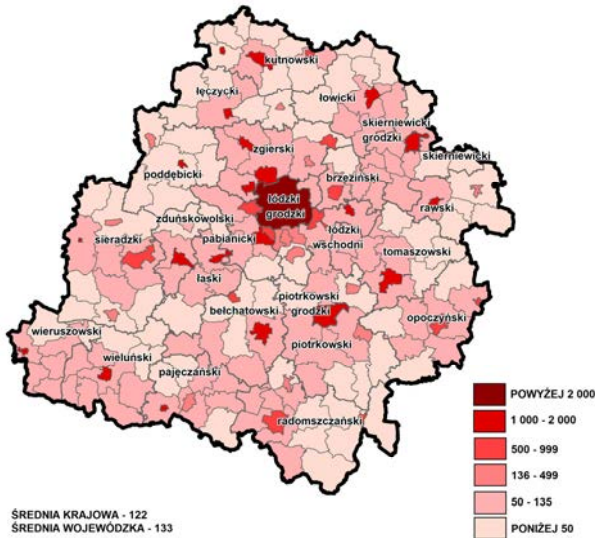 kutnowski
łęczycki
łowicki
skierniewicki
grodzki
skierniewicki
zgierski
poddębicki
brzeziński
łódzki
grodzki
rawski
zduńskowolski
sieradzki
pabianicki
łódzki
wschodni
tomaszowski
łaski
piotrkowski
grodzki
bełchatowski
opoczyński
wieruszowski
piotrkowski
wieluński
pajęczański
radomszczański
POWYŻEJ 2 000
1 000 - 2 000
500 - 999
136 - 499
50 - 135
PONIŻEJ 50
ŚREDNIA KRAJOWA - 122
ŚREDNIA WOJEWÓDZKA - 133